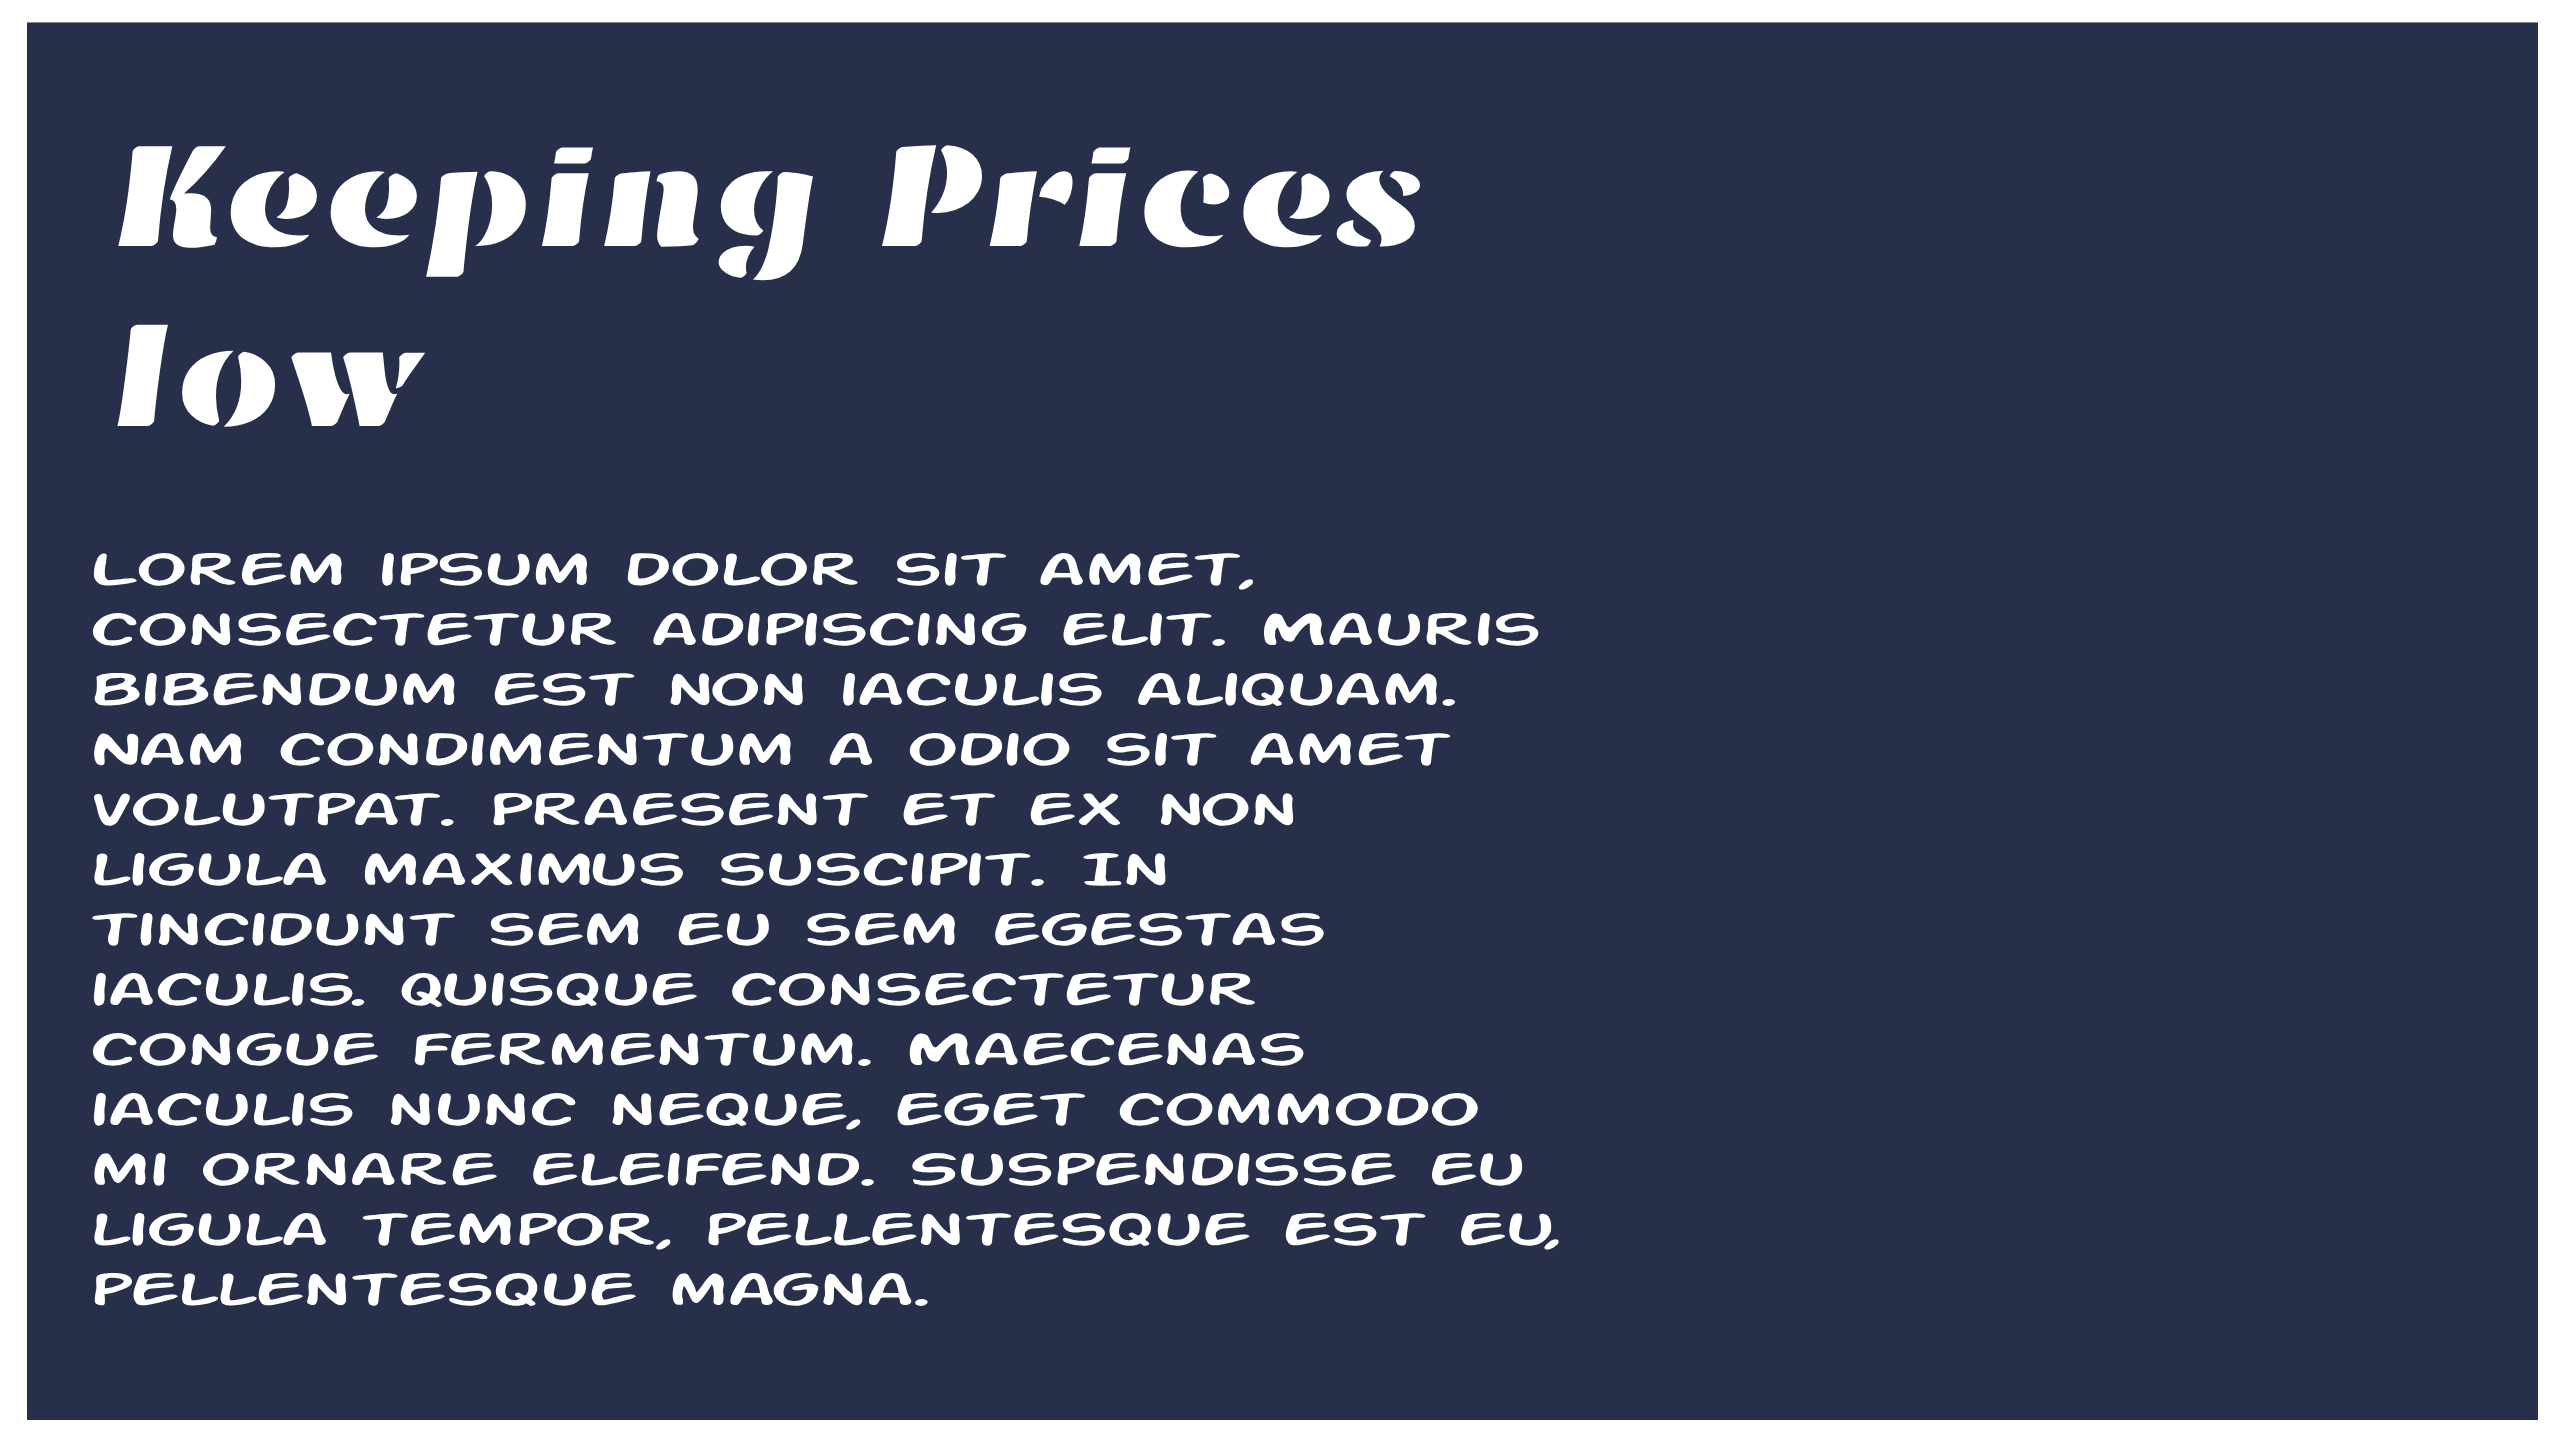 Keeping Prices
low
LOREM IPSUM DOLOR SIT AMET,
CONSECTETUR ADIPISCING ELIT. MAURIS
BIBENDUM EST NON IACULIS ALIQUAM.
NAM CONDIMENTUM A ODIO SIT AMET
VOLUTPAT. PRAESENT ET EX NON
LIGULA MAXIMUS SUSCIPIT. IN
TINCIDUNT SEM EU SEM EGESTAS
IACULIS. QUISQUE CONSECTETUR
CONGUE FERMENTUM. MAECENAS
IACULIS NUNC NEQUE, EGET COMMODO
MI ORNARE ELEIFEND. SUSPENDISSE EU
LIGULA TEMPOR, PELLENTESQUE EST EU,
PELLENTESQUE MAGNA.